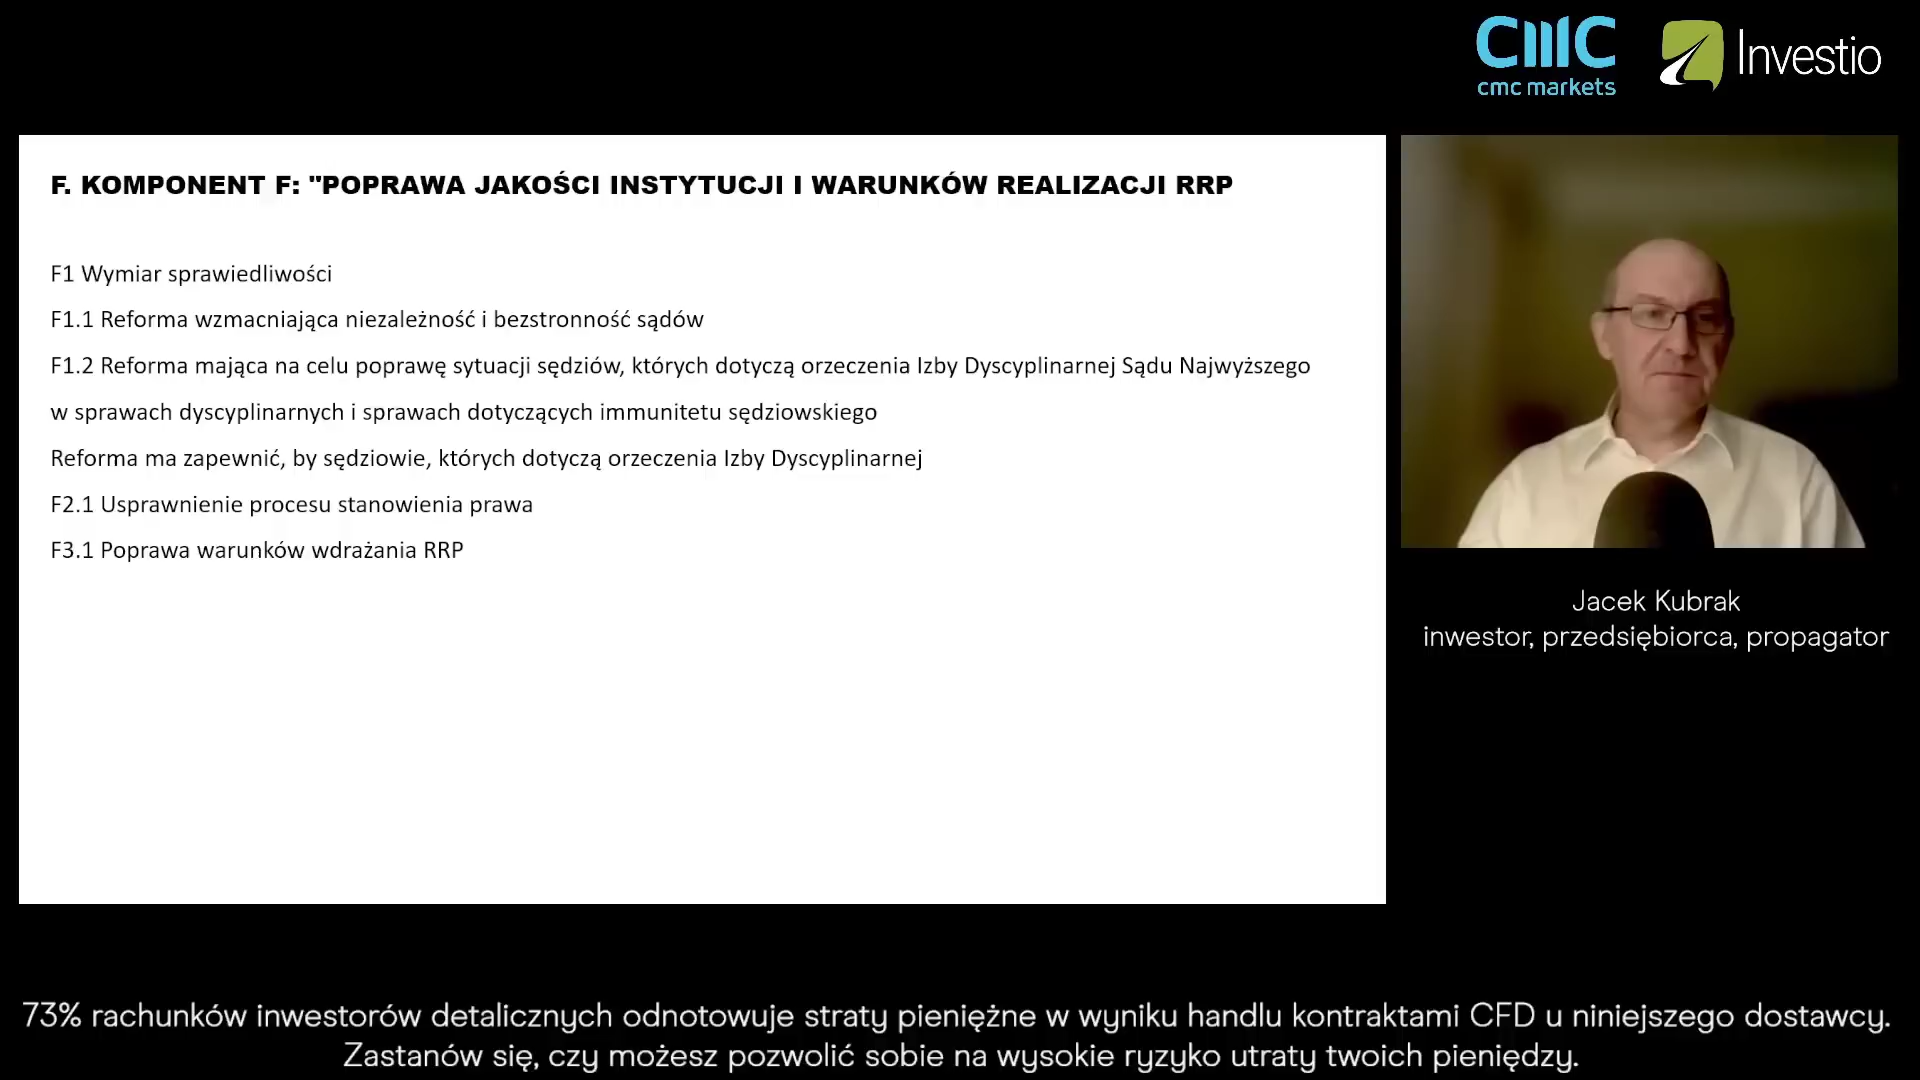 cmc
cmc markets
Investio
F. KOMPONENT F: "POPRAWA JAKOŚCI INSTYTUCJI I WARUNKÓW REALIZACJI RRP
F1 Wymiar sprawiedliwości
F1.1 Reforma wzmacniająca niezależność i bezstronność sądów
F1.2 Reforma mająca na celu poprawę sytuacji sędziów, których dotyczą orzeczenia Izby Dyscyplinarnej Sądu Najwyższego
w sprawach dyscyplinarnych i sprawach dotyczących immunitetu sędziowskiego
Reforma ma zapewnić, by sędziowie, których dotyczą orzeczenia Izby Dyscyplinarnej
F2.1 Usprawnienie procesu stanowienia prawa
F3.1 Poprawa warunków wdrażania RRP
Jacek Kubrak
inwestor, przedsiębiorca, propagator
73% rachunków inwestorów detalicznych odnotowuje straty pieniężne w wyniku handlu kontraktami CFD u niniejszego dostawcy.
Zastanów się, czy możesz pozwolić sobie na wysokie ryzyko utraty twoich pieniędzy.